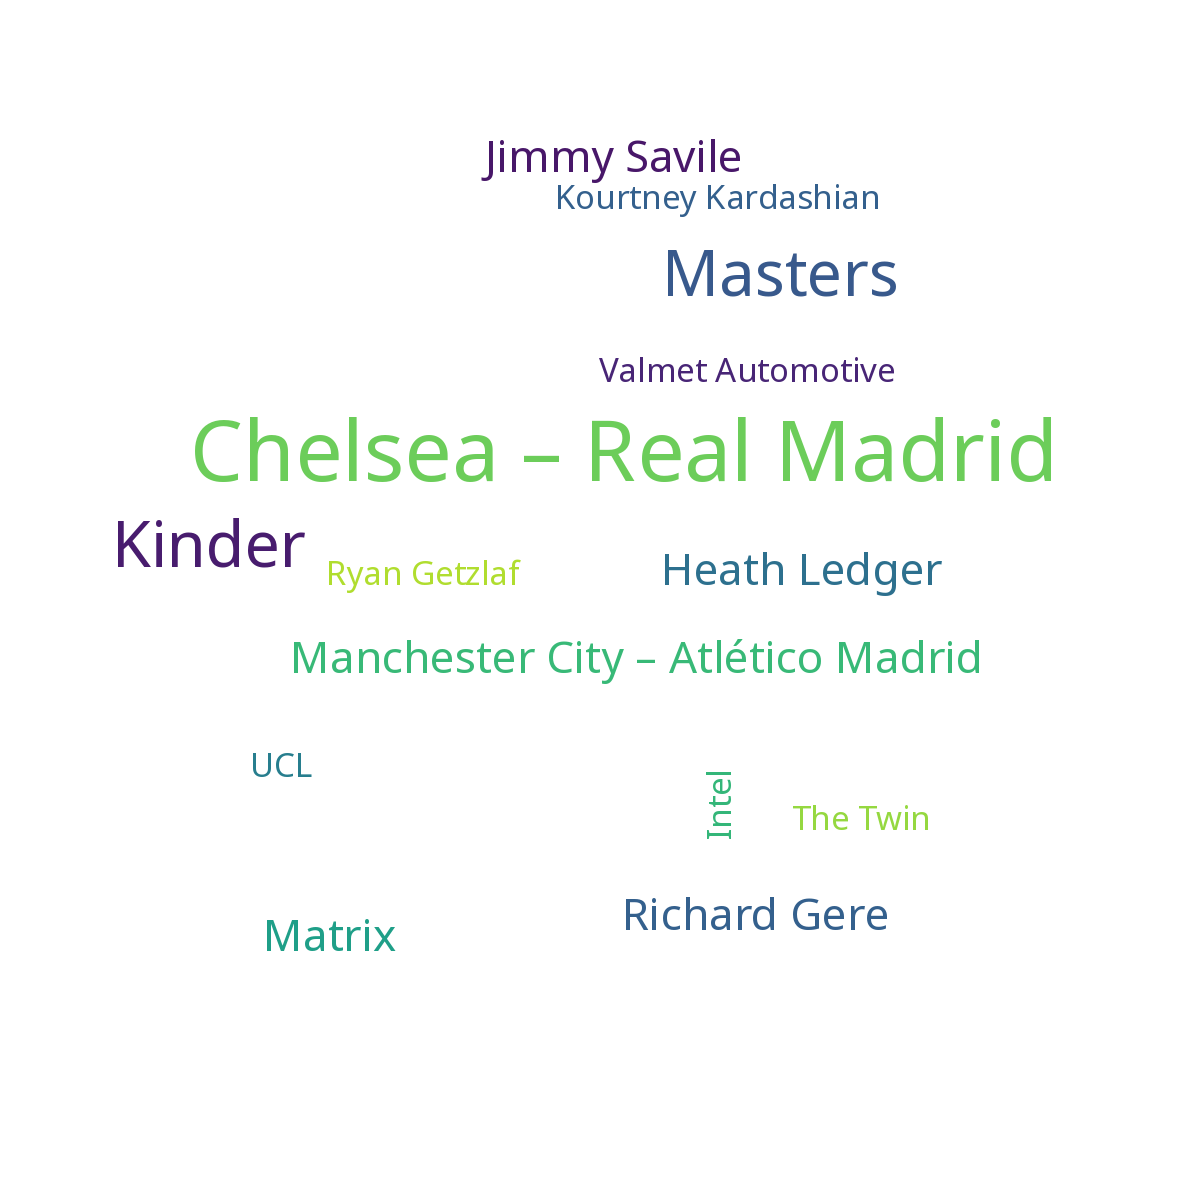 Jimmy Savile
Kourtney Kardashian
Masters
Valmet Automotive
Chelsea – Real Madrid
Kinder
Ryan Getzlaf
Heath Ledger
Manchester City – Atlético Madrid
UCL
Intel
The Twin
Richard Gere
Matrix